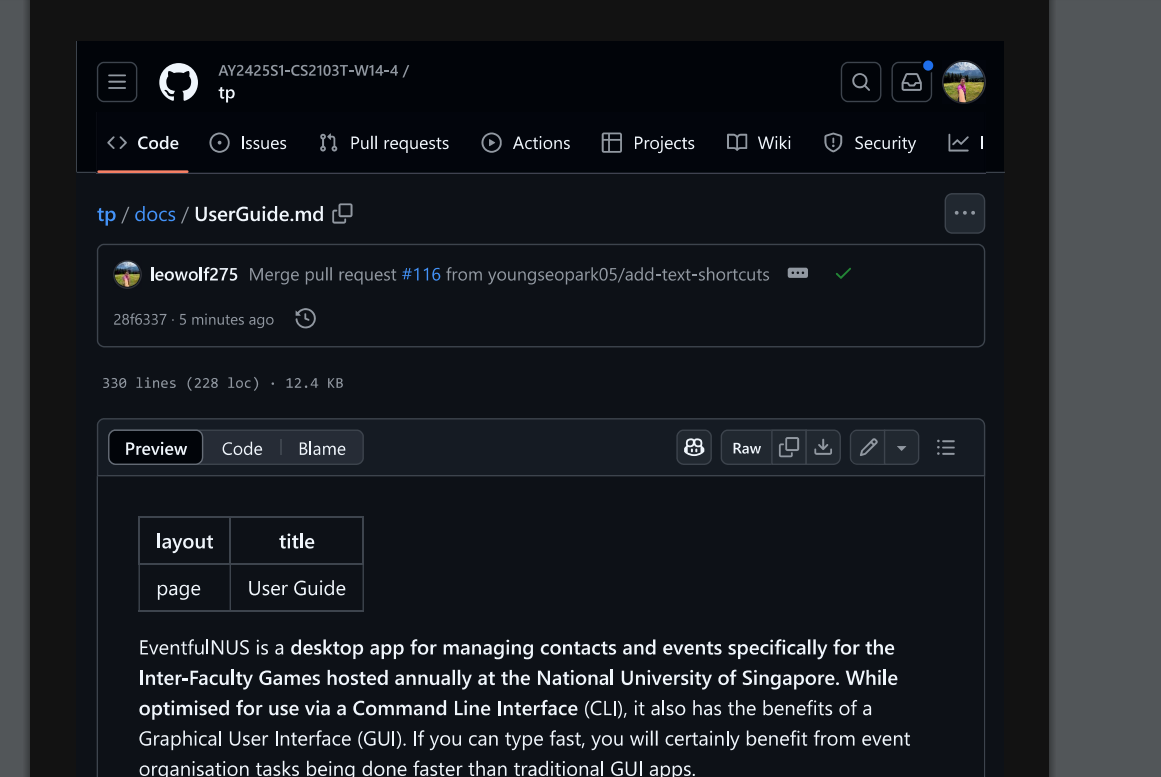 AY2425S1-CS2103T-W14-4 /
tp
Code Issues Pull requests Actions Projects Wiki Security
tp / docs / UserGuide.md
leowolf275 Merge pull request #116 from youngseopark05/add-text-shortcuts
28f6337 · 5 minutes ago
330 lines (228 loc) · 12.4 KB
Preview Code Blame Raw
layout title
page User Guide
EventfulNUS is a desktop app for managing contacts and events specifically for the
Inter-Faculty Games hosted annually at the National University of Singapore. While
optimised for use via a Command Line Interface (CLI), it also has the benefits of a
Graphical User Interface (GUI). If you can type fast, you will certainly benefit from event
organisation tasks being done faster than traditional GUI apps.